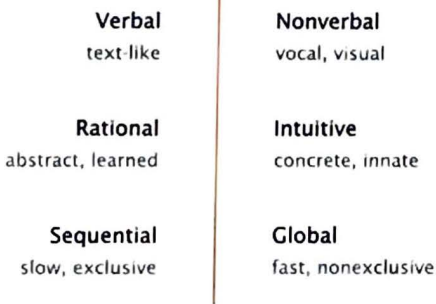 Verbal
text-like
Nonverbal
vocal, visual
Rational
abstract, learned
Intuitive
concrete, innate
Sequential
slow, exclusive
Global
fast, nonexclusive